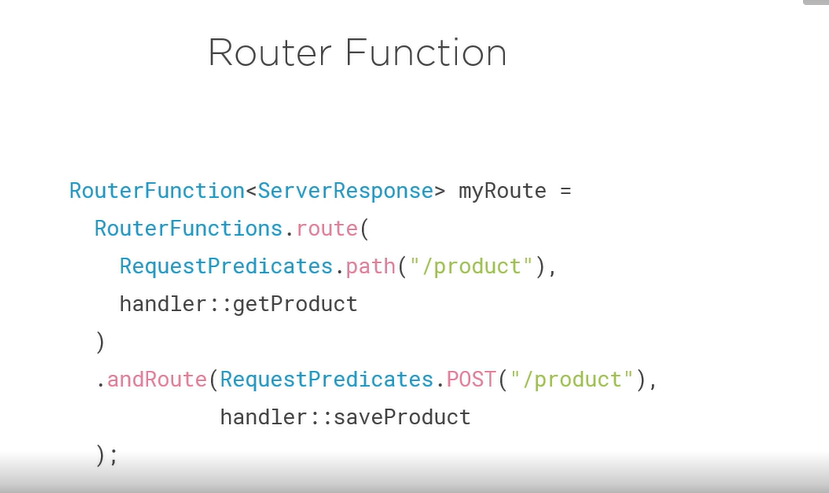 Router Function
RouterFunction<ServerResponse> myRoute =
RouterFunctions.route(
RequestPredicates.path("/product"),
handler::getProduct
)
.andRoute(RequestPredicates.POST("/product"),
handler::saveProduct
);